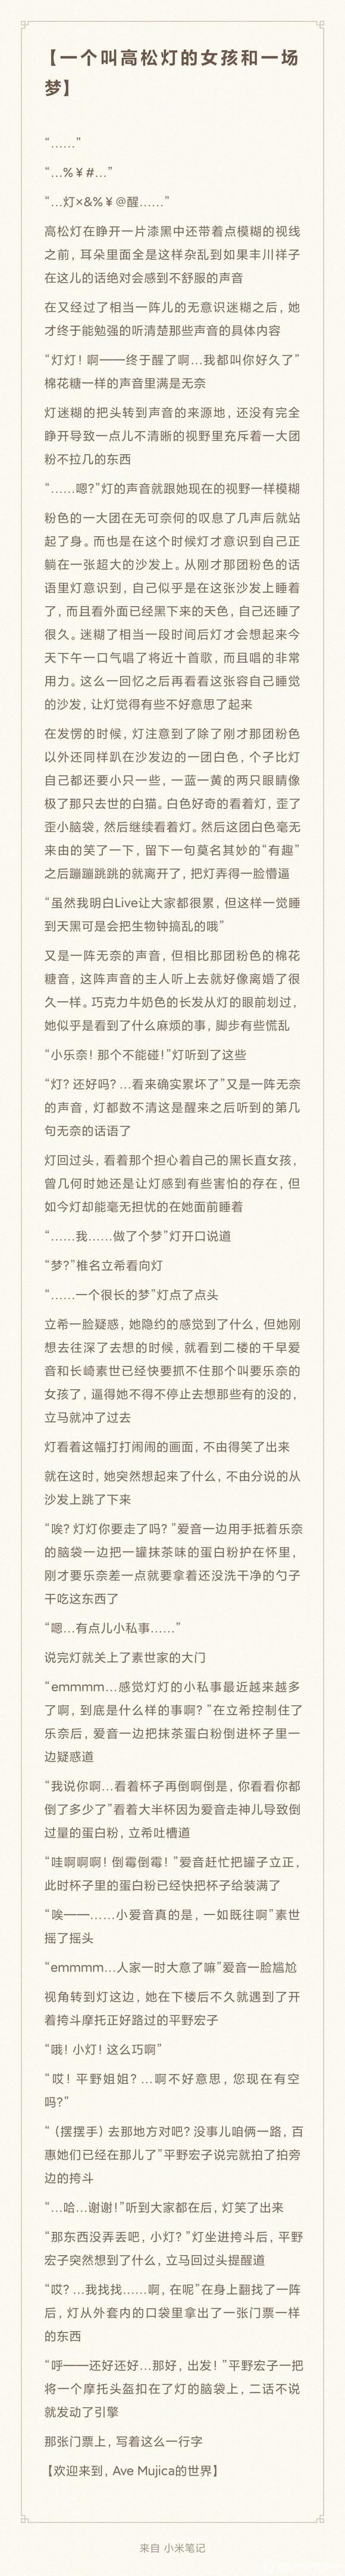 【一个叫高松灯的女孩和一场
梦】
“……”
“…%￥#…”
“…灯×&%￥@醒……”
高松灯在睁开一片漆黑中还带着点模糊的视线
之前，耳朵里面全是这样杂乱到如果丰川祥子
在这儿的话绝对会感到不舒服的声音
在又经过了相当一阵儿的无意识迷糊之后，她
才终于能勉强的听清楚那些声音的具体内容
“灯灯！啊——终于醒了啊…我都叫你好久了”
棉花糖一样的声音里满是无奈
灯迷糊的把头转到声音的来源地，还没有完全
睁开导致一点儿不清晰的视野里充斥着一大团
粉不拉几的东西
“……嗯?”灯的声音就跟她现在的视野一样模糊
粉色的一大团在无可奈何的叹息了几声后就站
起了身。而也是在这个时候灯才意识到自己正
躺在一张超大的沙发上。从刚才那团粉色的话
语里灯意识到，自己似乎是在这张沙发上睡着
了，而且看外面已经黑下来的天色，自己还睡了
很久。迷糊了相当一段时间后灯才会想起来今
天下午一口气唱了将近十首歌，而且唱的非常
用力。这么一回忆之后再看看这张容自己睡觉
的沙发，让灯觉得有些不好意思了起来
在发愣的时候，灯注意到了除了刚才那团粉色
以外还同样趴在沙发边的一团白色，个子比灯
自己都还要小只一些，一蓝一黄的两只眼睛像
极了那只去世的白猫。白色好奇的看着灯，歪了
歪小脑袋，然后继续看着灯。然后这团白色毫无
来由的笑了一下，留下一句莫名其妙的“有趣”
之后蹦蹦跳跳的就离开了，把灯弄得一脸懵逼
“虽然我明白Live让大家都很累，但这样一觉睡
到天黑可是会把生物钟搞乱的哦”
又是一阵无奈的声音，但相比那团粉色的棉花
糖音，这阵声音的主人听上去就好像离婚了很
久一样。巧克力牛奶色的长发从灯的眼前划过，
她似乎是看到了什么麻烦的事，脚步有些慌乱
“小乐奈！那个不能碰！”灯听到了这些
“灯？还好吗？…看来确实累坏了”又是一阵无奈
的声音，灯都数不清这是醒来之后听到的第几
句无奈的话语了
灯回过头，看着那个担心着自己的黑长直女孩，
曾几何时她还是让灯感到有些害怕的存在，但
如今灯却能毫无担忧的在她面前睡着
“……我……做了个梦”灯开口说道
“梦?”椎名立希看向灯
“……一个很长的梦”灯点了点头
立希一脸疑惑，她隐约的感觉到了什么，但她刚
想去往深了去想的时候，就看到二楼的千早爱
音和长崎素世已经快要抓不住那个叫要乐奈的
女孩了，逼得她不得不停止去想那些有的没的，
立马就冲了过去
灯看着这幅打打闹闹的画面，不由得笑了出来
就在这时，她突然想起来了什么，不由分说的从
沙发上跳了下来
“唉？灯灯你要走了吗？”爱音一边用手抵着乐奈
的脑袋一边把一罐抹茶味的蛋白粉护在怀里，
刚才要乐奈差一点就要拿着还没洗干净的勺子
干吃这东西了
“嗯…有点儿小私事……”
说完灯就关上了素世家的大门
“emmmm…感觉灯灯的小私事最近越来越多
了啊，到底是什么样的事啊？”在立希控制住了
乐奈后，爱音一边把抹茶蛋白粉倒进杯子里一
边疑惑道
“我说你啊…看着杯子再倒啊倒是，你看看你都
倒了多少了”看着大半杯因为爱音走神儿导致倒
过量的蛋白粉，立希吐槽道
“哇啊啊啊！倒霉倒霉！”爱音赶忙把罐子立正，
此时杯子里的蛋白粉已经快把杯子给装满了
“唉——……小爱音真的是，一如既往啊”素世
摇了摇头
“emmmm…人家一时大意了嘛”爱音一脸尴尬
视角转到灯这边，她在下楼后不久就遇到了开
着挎斗摩托正好路过的平野宏子
“哦！小灯！这么巧啊”
“哎！平野姐姐？…啊不好意思，您现在有空
吗?”
“（摆摆手）去那地方对吧？没事儿咱俩一路，百
惠她们已经在那儿了”平野宏子说完就拍了拍旁
边的挎斗
“…哈…谢谢!”听到大家都在后，灯笑了出来
“那东西没弄丢吧，小灯？”灯坐进挎斗后，平野
宏子突然想到了什么，立马回过头提醒道
“哎？…我找找……啊，在呢”在身上翻找了一阵
后，灯从外套内的口袋里拿出了一张门票一样
的东西
“呼——还好还好…那好，出发！”平野宏子一把
将一个摩托头盔扣在了灯的脑袋上，二话不说
就发动了引擎
那张门票上，写着这么一行字
【欢迎来到，Ave Mujica的世界】
来自 小米笔记